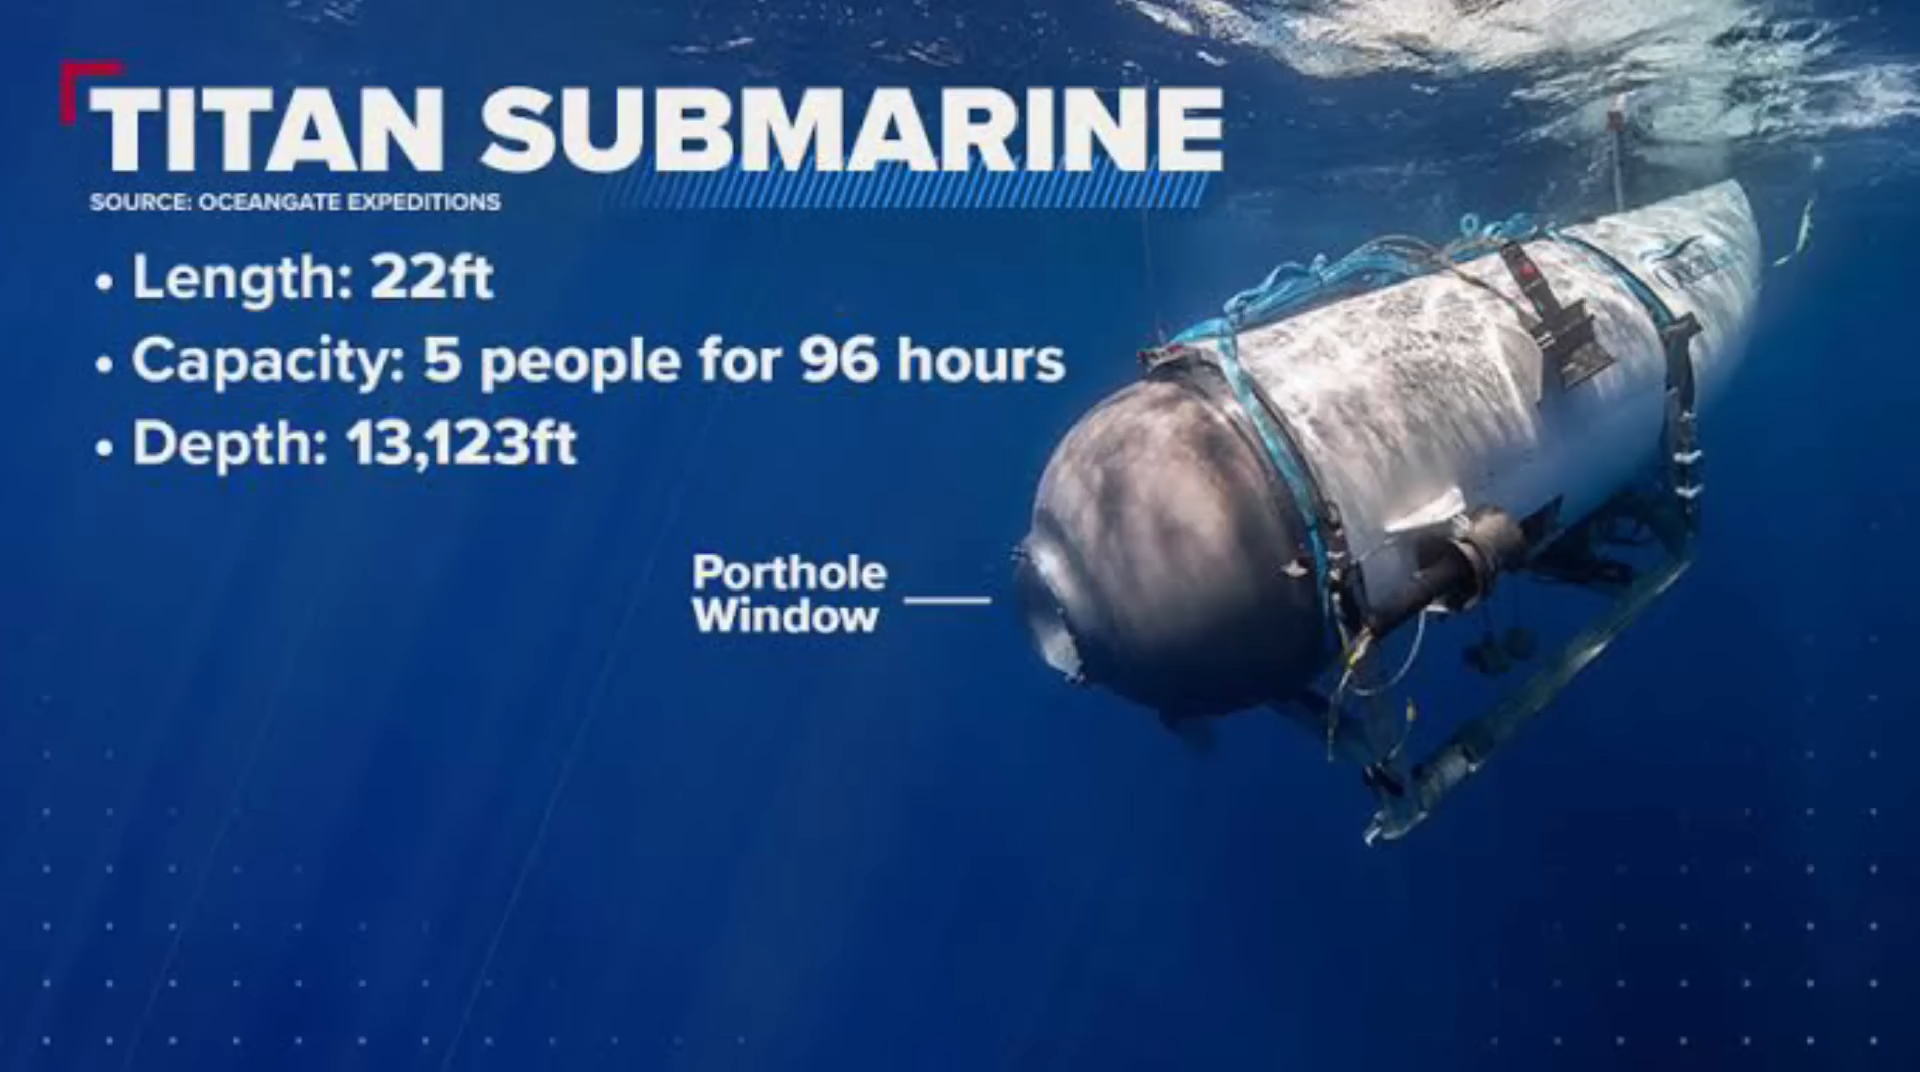 TITAN SUBMARINE
SOURCE: OCEANGATE EXPEDITIONS
• Length: 22ft
• Capacity: 5 people for 96 hours
• Depth: 13,123ft
Porthole
Window